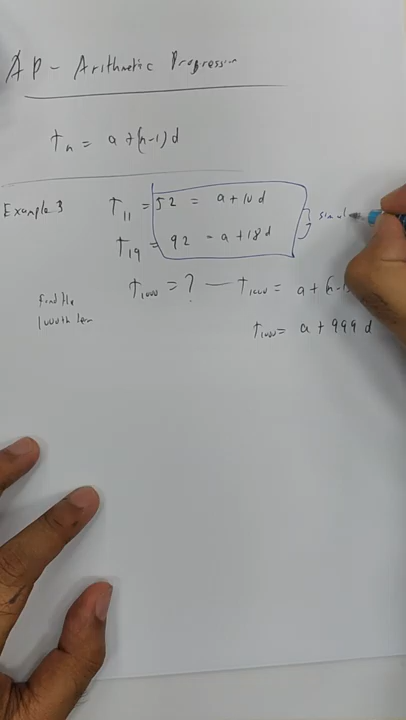 AP - Arithmetic Progression
Tn = a+(n-1)d
Example 3
T11 = 52 = a+10d
T19 = 92 = a+18d
simul
find the
1000th term
T1000 = ? — T1000 = a+(n-1)
T1000 = a + 999 d